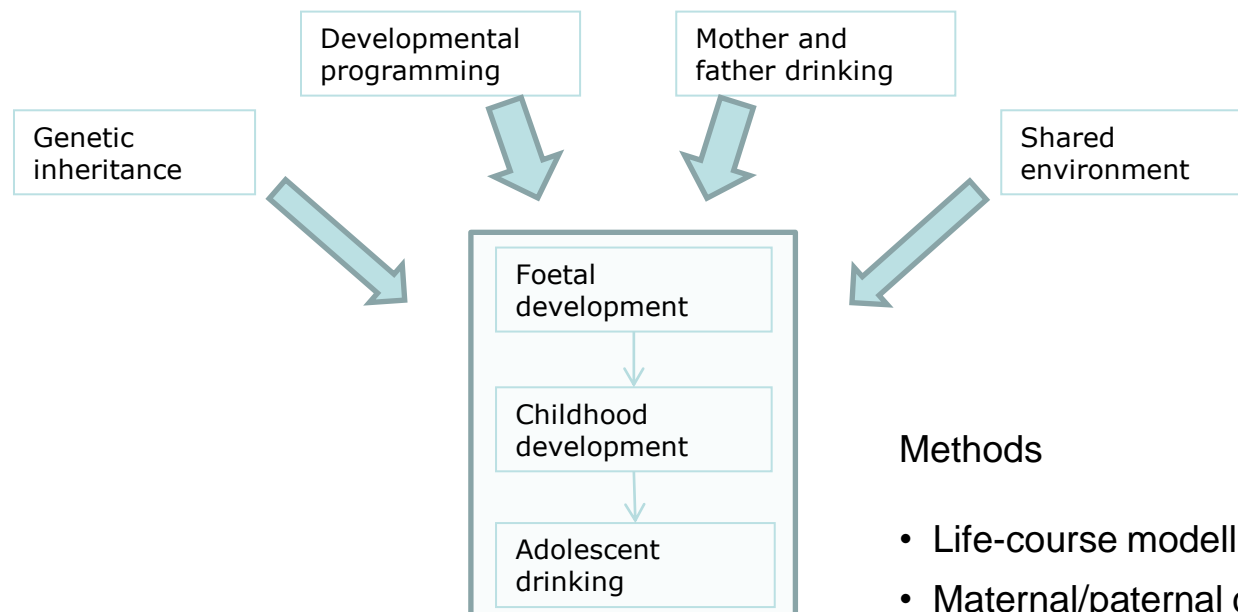 Developmental
programming
Mother and
father drinking
Genetic
inheritance
Shared
environment
Foetal
development
Childhood
development
Adolescent
drinking
Methods
• Life-course modell
• Maternal/paternal